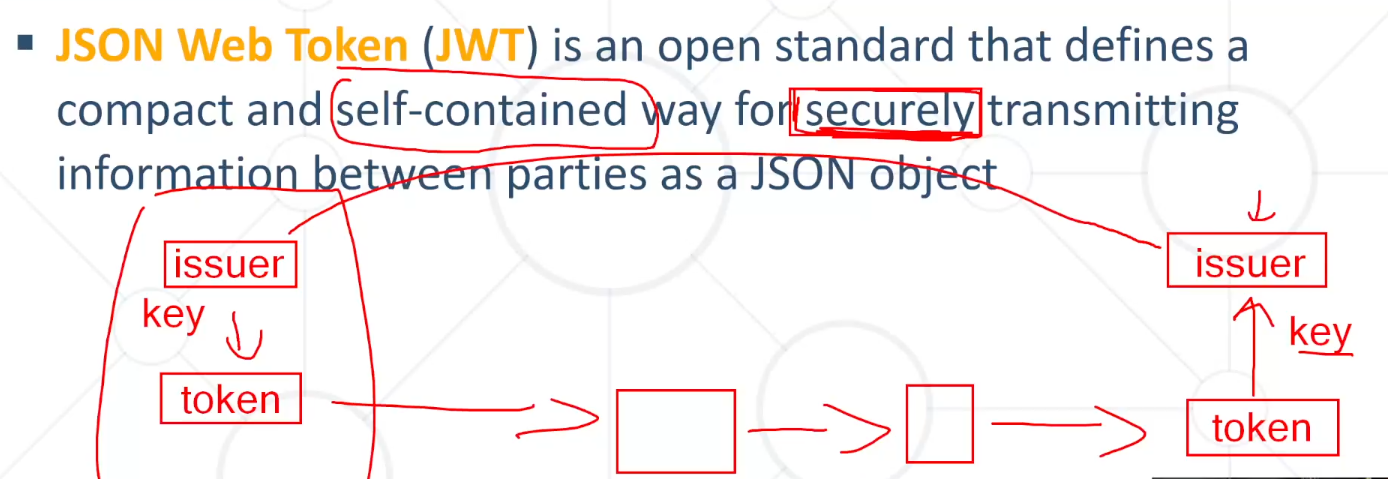 ▪ JSON Web Token (JWT) is an open standard that defines a
compact and self-contained way for securely transmitting
information between parties as a JSON object
issuer
issuer
key
key
token
token